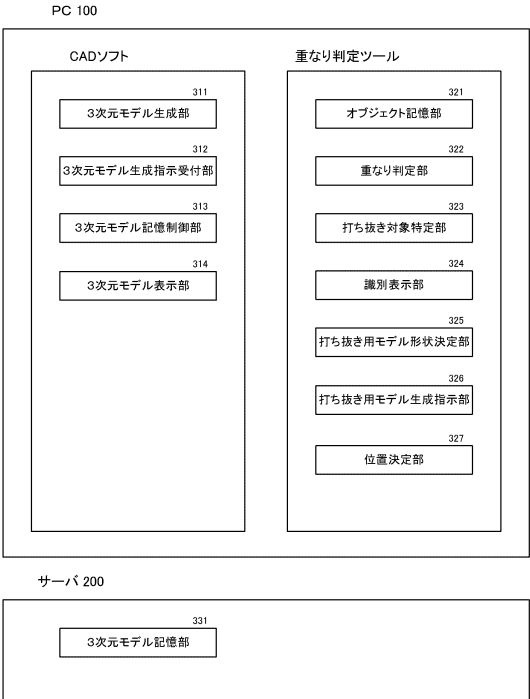 PC 100
CADソフト
311
3次元モデル生成部
312
3次元モデル生成指示受付部
313
3次元モデル記憶制御部
314
3次元モデル表示部
重なり判定ツール
321
オブジェクト記憶部
322
重なり判定部
323
打ち抜き対象特定部
324
識別表示部
325
打ち抜き用モデル形状決定部
326
打ち抜き用モデル生成指示部
327
位置決定部
サーバ 200
331
3次元モデル記憶部